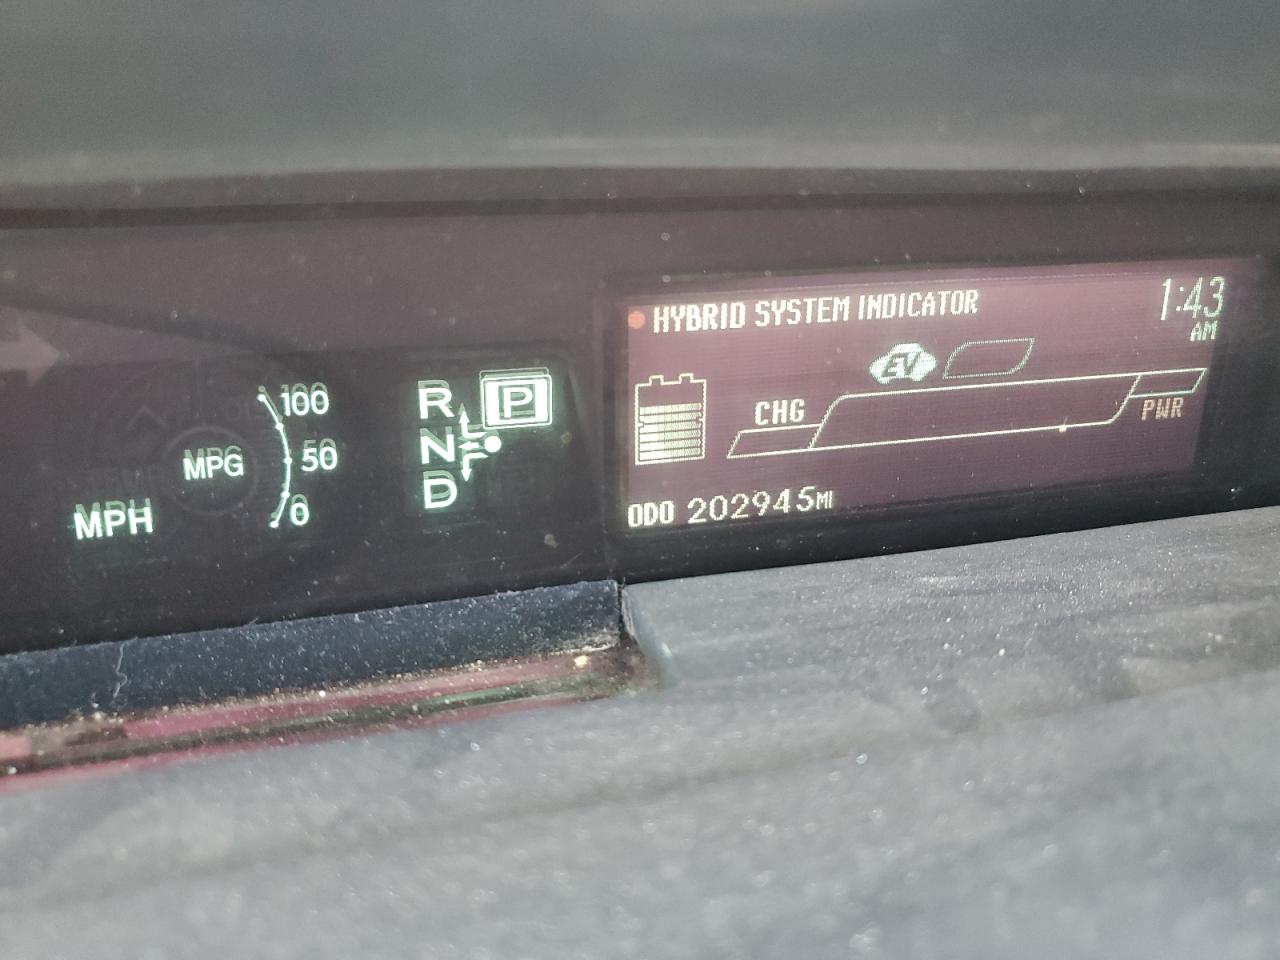 HYBRID SYSTEM INDICATOR
1:43
AM
EV
CHG
PWR
ODO 202945MI
100
MPG
50
0
MPH
R
P
N
D